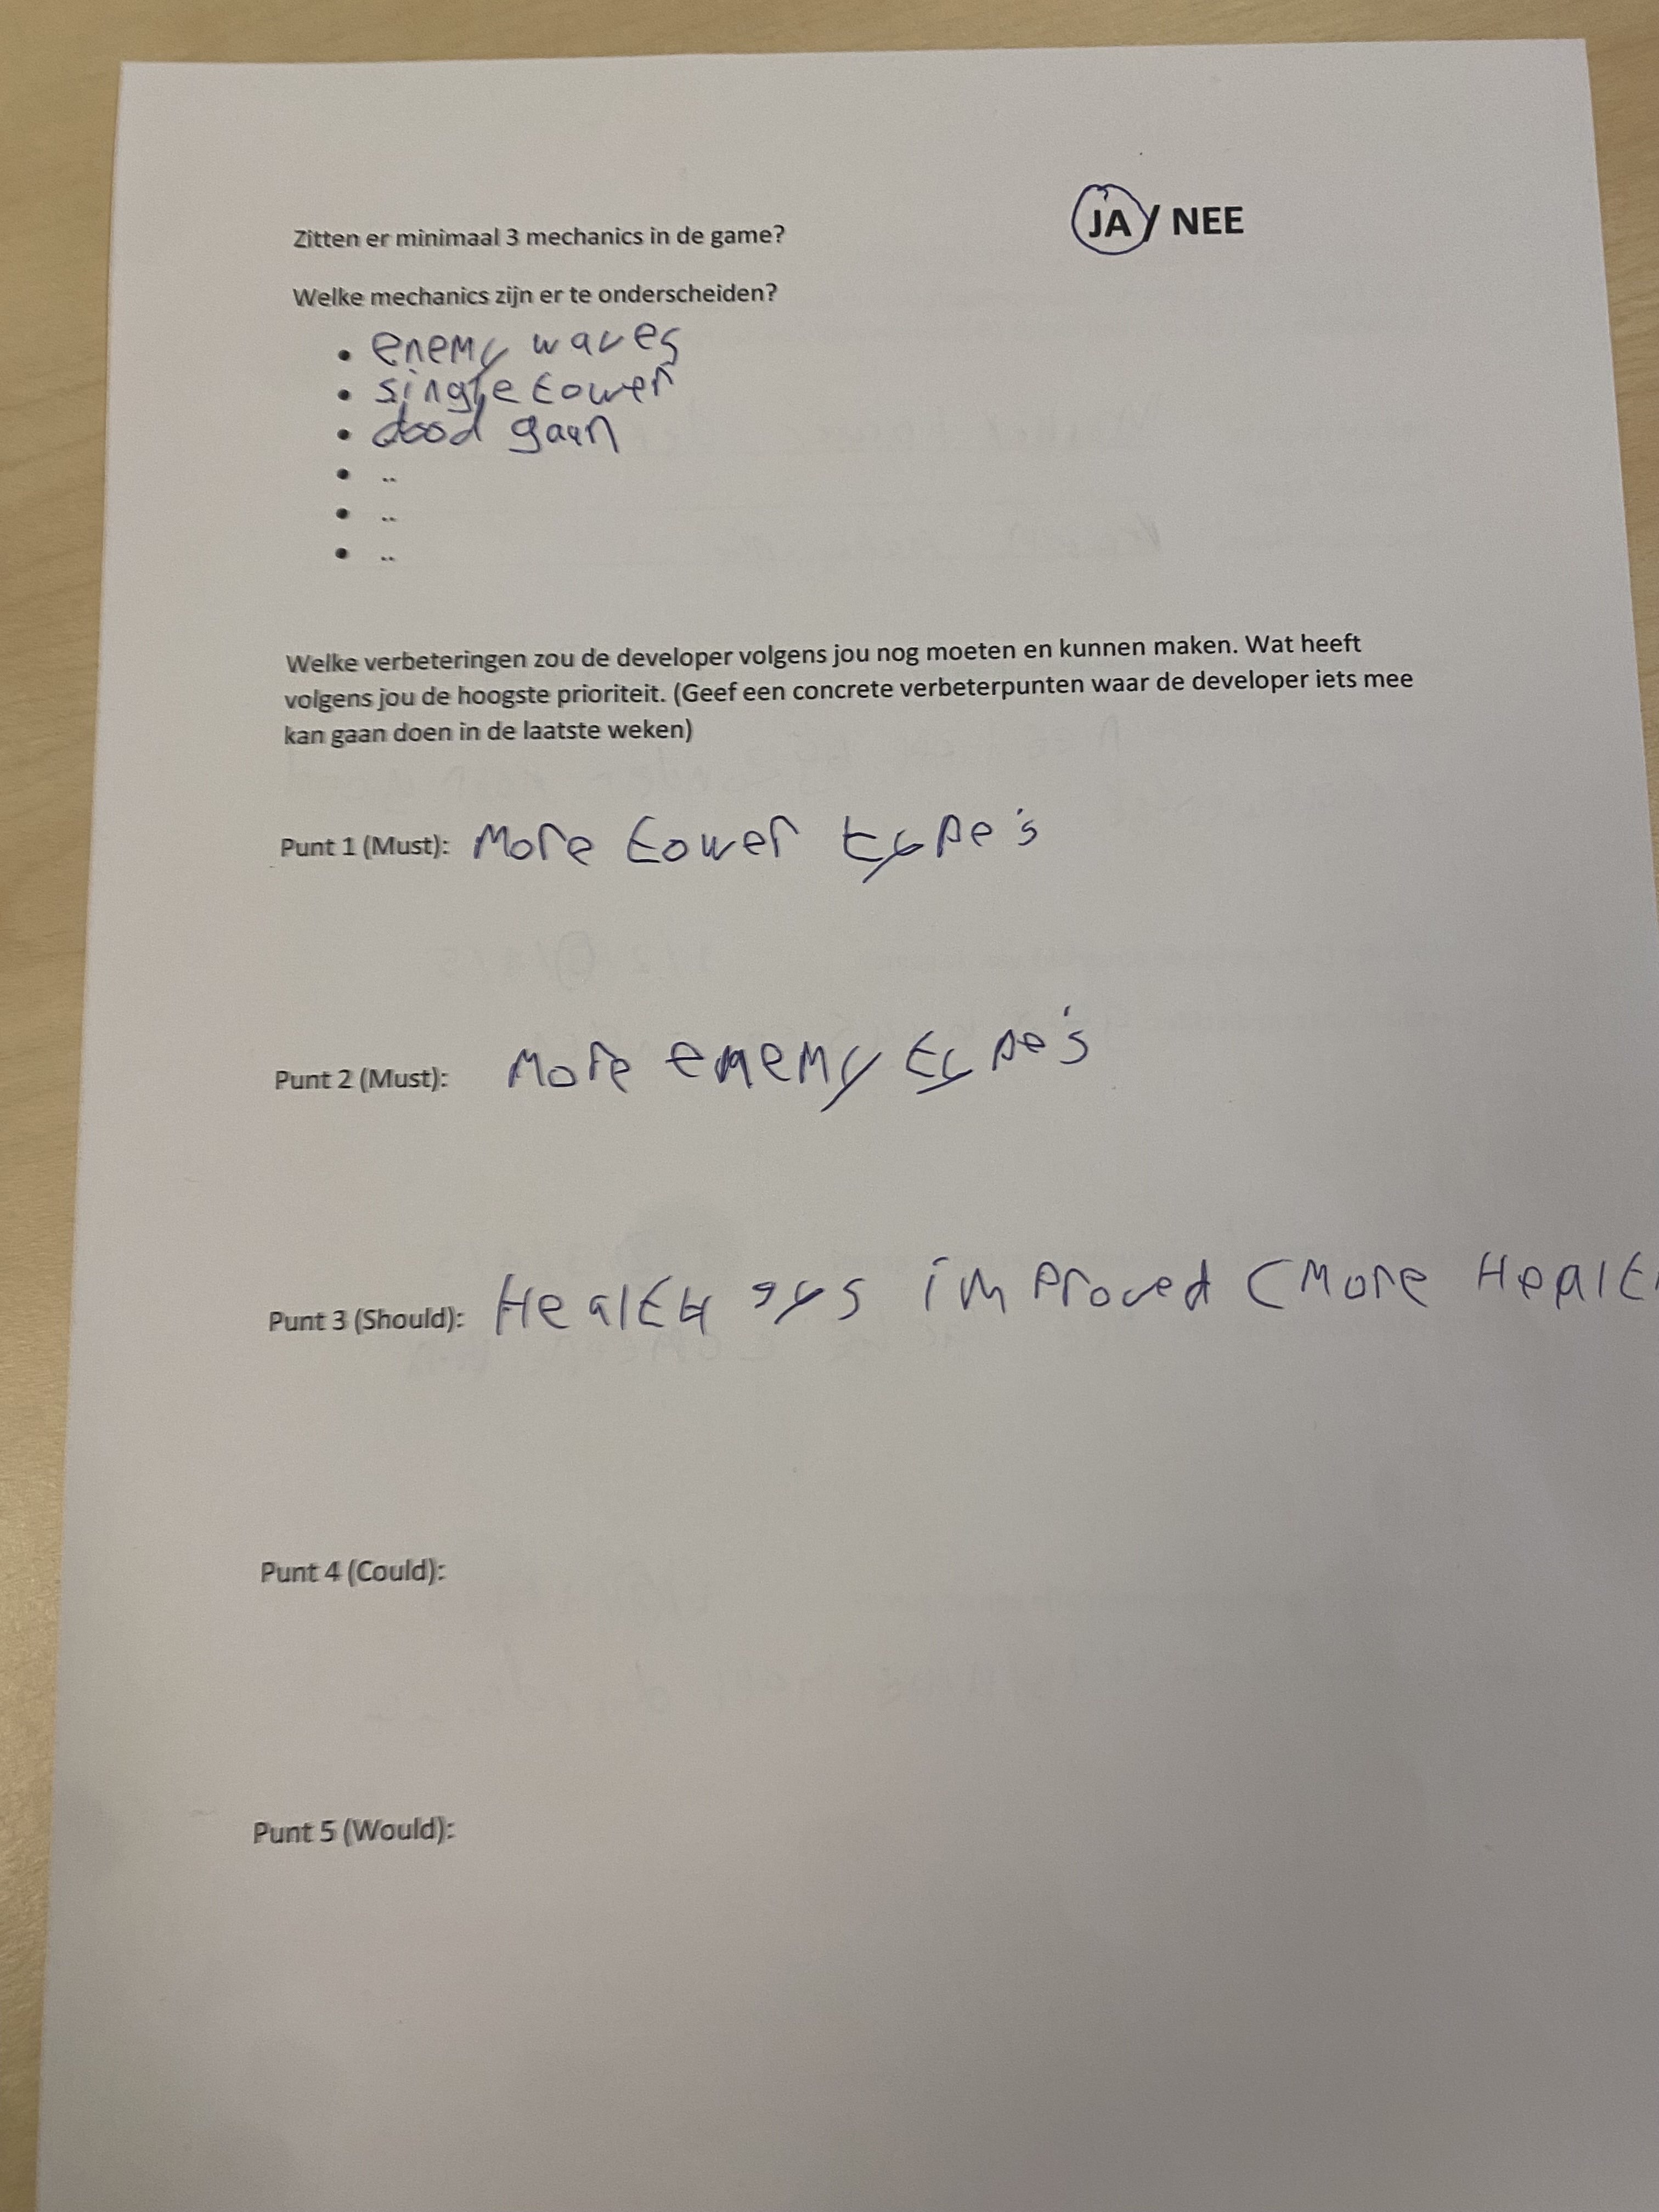 Zitten er minimaal 3 mechanics in de game? JA / NEE
Welke mechanics zijn er te onderscheiden?
• enemy waves
• single tower
• dood gaan
• ..
• ..
• ..
Welke verbeteringen zou de developer volgens jou nog moeten en kunnen maken. Wat heeft
volgens jou de hoogste prioriteit. (Geef een concrete verbeterpunten waar de developer iets mee
kan gaan doen in de laatste weken)
Punt 1 (Must): More tower type's
Punt 2 (Must): More enemy type's
Punt 3 (Should): Health sys improved (More Healt
Punt 4 (Could):
Punt 5 (Would):